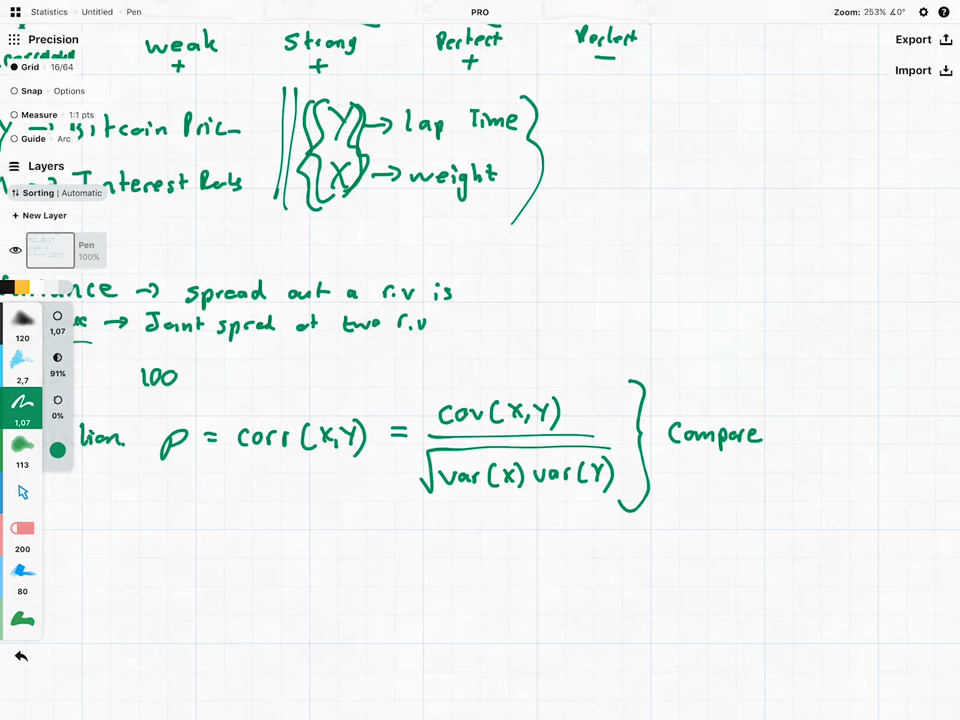 Statistics › Untitled › Pen
PRO
Zoom: 253% ∠0°
Precision
Grid 16/64
Snap Options
Measure 1:1 pts
Guide Arc
Layers
Sorting | Automatic
+ New Layer
Pen
100%
Export
Import
weak Strong Perfect Perfect
+ + + –
Y → Bitcoin Pric
→ Interest Rats
Y → lap Time
X → weight
→ spread out a r.v is
→ Joint spred of two r.v
100
ρ = corr(X,Y) = cov(X,Y) / √var(X) var(Y) } Compare
120
2,7
1,07
113
200
80
1,07
91%
0%